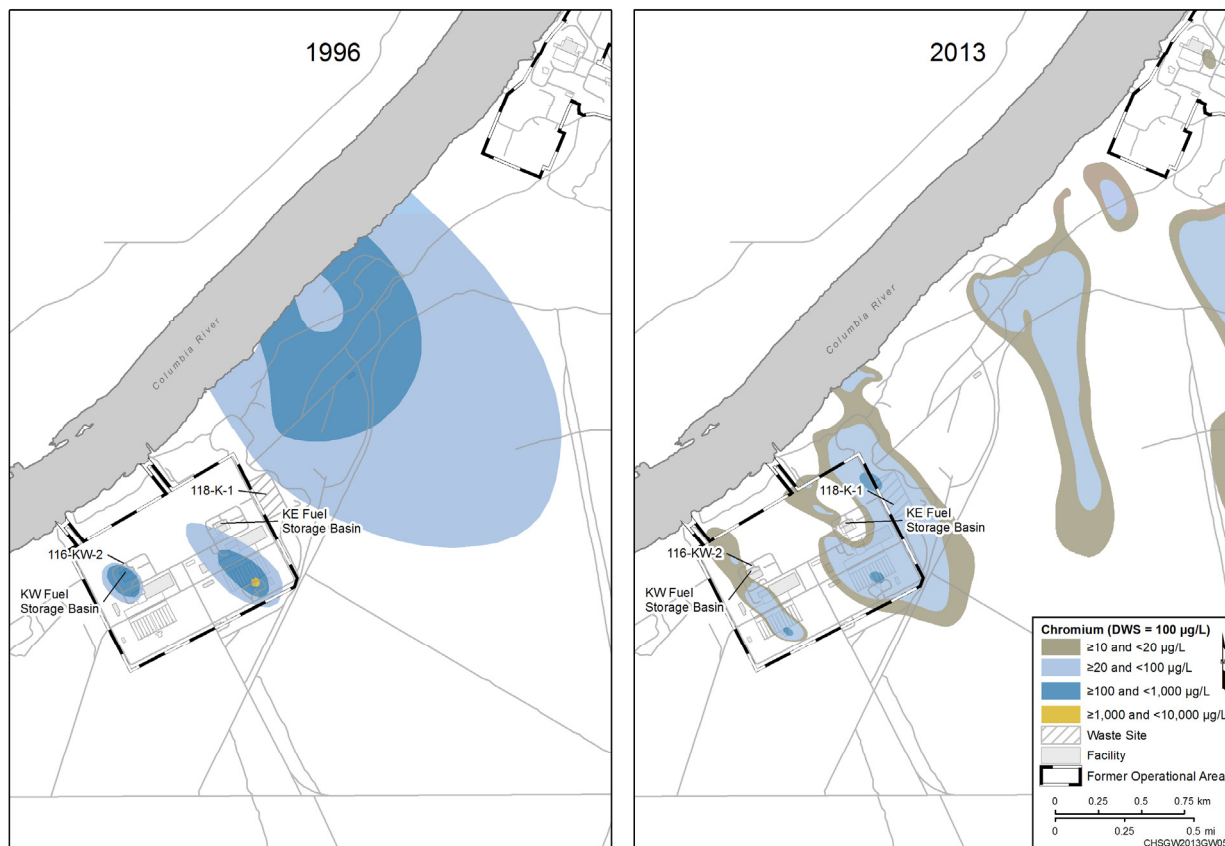 1996
Columbia River
118-K-1
KE Fuel
Storage Basin
116-KW-2
KW Fuel
Storage Basin
2013
Columbia River
118-K-1
KE Fuel
Storage Basin
116-KW-2
KW Fuel
Storage Basin
Chromium (DWS = 100 µg/L)
≥10 and <20 µg/L
≥20 and <100 µg/L
≥100 and <1,000 µg/L
≥1,000 and <10,000 µg/L
Waste Site
Facility
Former Operational Area
0 0.25 0.5 0.75 km
0 0.25 0.5 mi